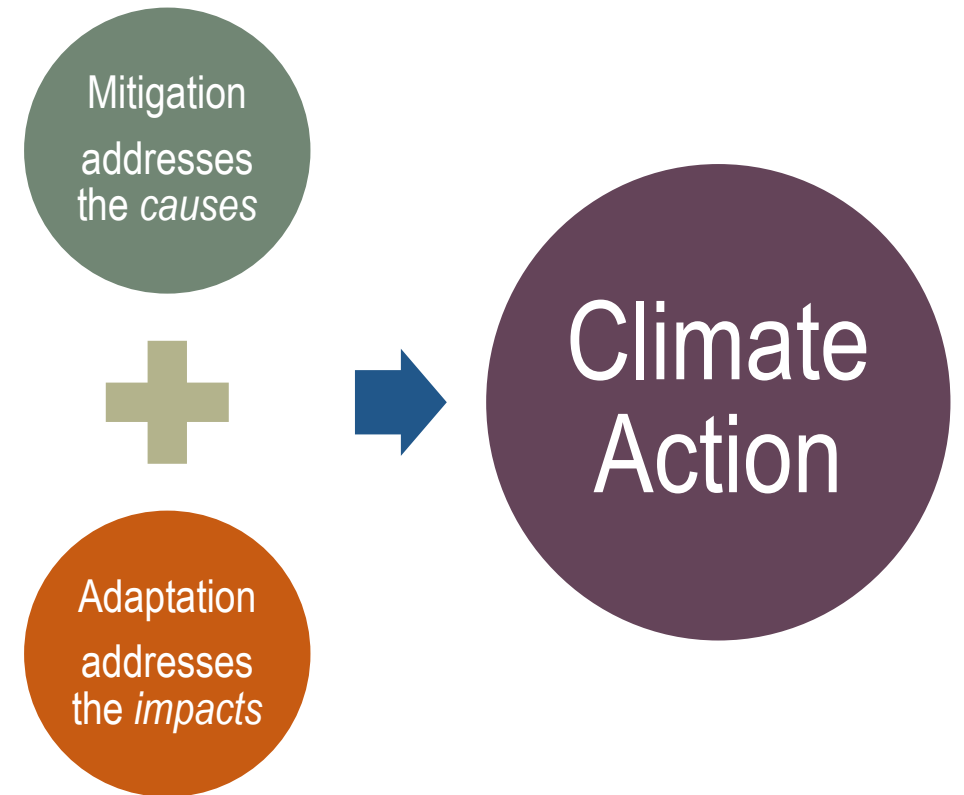 Mitigation
addresses
the causes
Climate
Action
Adaptation
addresses
the impacts